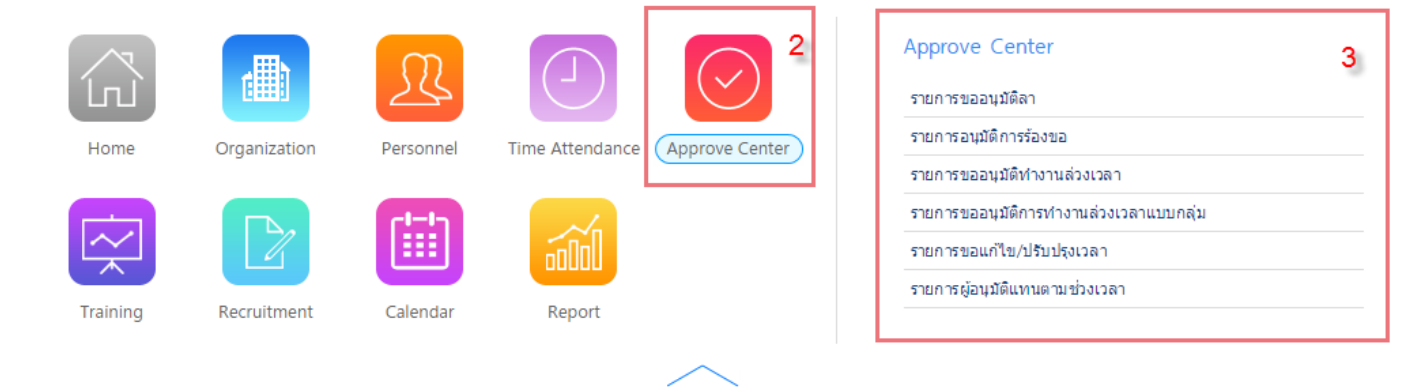 2
Home
Organization
Personnel
Time Attendance
Approve Center
Training
Recruitment
Calendar
Report
Approve Center
3
รายการขออนุมัติลา
รายการอนุมัติการร้องขอ
รายการขออนุมัติทำงานล่วงเวลา
รายการขออนุมัติการทำงานล่วงเวลาแบบกลุ่ม
รายการขอแก้ไข/ปรับปรุงเวลา
รายการผู้อนุมัติแทนตามช่วงเวลา